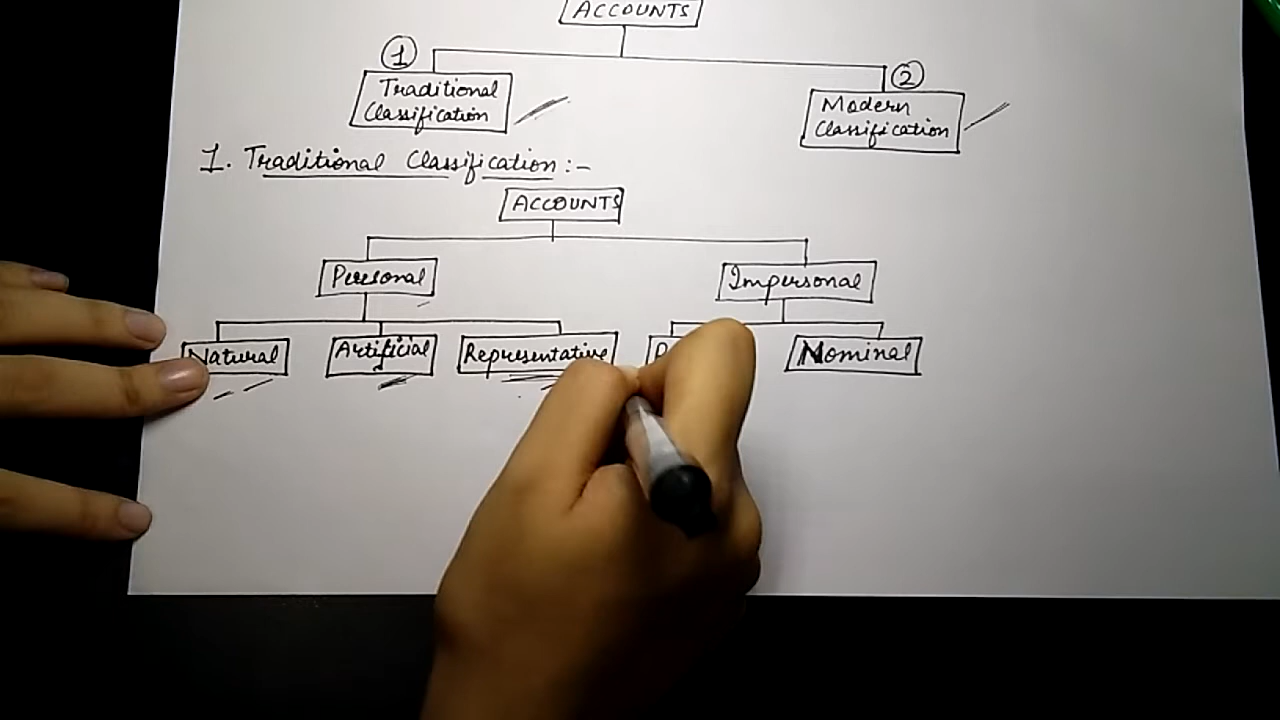 ACCOUNTS
1 2
Traditional
Classification
Modern
Classification
1. Traditional Classification :-
ACCOUNTS
Personal Impersonal
Natural Artificial Representative Nominal